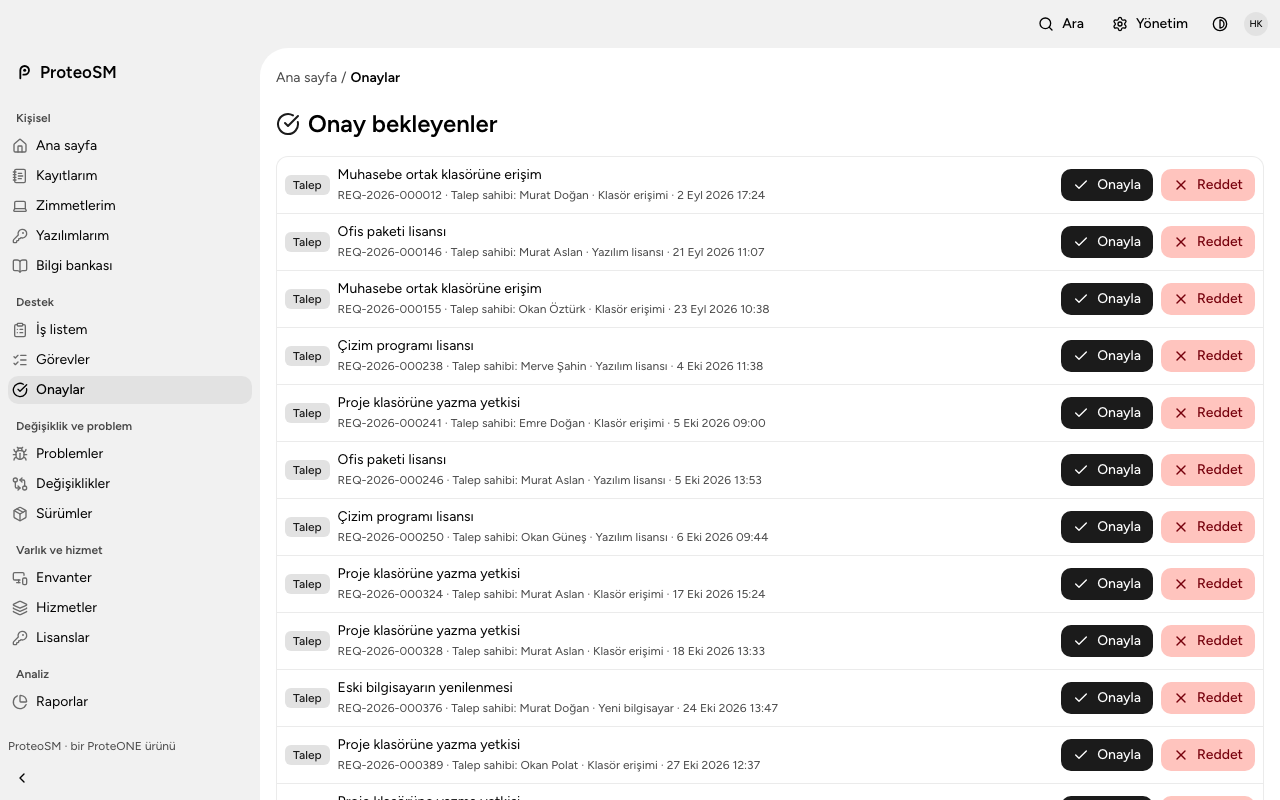 Ara
Yönetim
HK
ProteoSM
Kişisel
Ana sayfa
Kayıtlarım
Zimmetlerim
Yazılımlarım
Bilgi bankası
Destek
İş listem
Görevler
Onaylar
Değişiklik ve problem
Problemler
Değişiklikler
Sürümler
Varlık ve hizmet
Envanter
Hizmetler
Lisanslar
Analiz
Raporlar
ProteoSM · bir ProteONE ürünü
Ana sayfa / Onaylar
Onay bekleyenler
Talep
Muhasebe ortak klasörüne erişim
REQ-2026-000012 · Talep sahibi: Murat Doğan · Klasör erişimi · 2 Eyl 2026 17:24
Onayla
Reddet
Talep
Ofis paketi lisansı
REQ-2026-000146 · Talep sahibi: Murat Aslan · Yazılım lisansı · 21 Eyl 2026 11:07
Onayla
Reddet
Talep
Muhasebe ortak klasörüne erişim
REQ-2026-000155 · Talep sahibi: Okan Öztürk · Klasör erişimi · 23 Eyl 2026 10:38
Onayla
Reddet
Talep
Çizim programı lisansı
REQ-2026-000238 · Talep sahibi: Merve Şahin · Yazılım lisansı · 4 Eki 2026 11:38
Onayla
Reddet
Talep
Proje klasörüne yazma yetkisi
REQ-2026-000241 · Talep sahibi: Emre Doğan · Klasör erişimi · 5 Eki 2026 09:00
Onayla
Reddet
Talep
Ofis paketi lisansı
REQ-2026-000246 · Talep sahibi: Murat Aslan · Yazılım lisansı · 5 Eki 2026 13:53
Onayla
Reddet
Talep
Çizim programı lisansı
REQ-2026-000250 · Talep sahibi: Okan Güneş · Yazılım lisansı · 6 Eki 2026 09:44
Onayla
Reddet
Talep
Proje klasörüne yazma yetkisi
REQ-2026-000324 · Talep sahibi: Murat Aslan · Klasör erişimi · 17 Eki 2026 15:24
Onayla
Reddet
Talep
Proje klasörüne yazma yetkisi
REQ-2026-000328 · Talep sahibi: Murat Aslan · Klasör erişimi · 18 Eki 2026 13:33
Onayla
Reddet
Talep
Eski bilgisayarın yenilenmesi
REQ-2026-000376 · Talep sahibi: Murat Doğan · Yeni bilgisayar · 24 Eki 2026 13:47
Onayla
Reddet
Talep
Proje klasörüne yazma yetkisi
REQ-2026-000389 · Talep sahibi: Okan Polat · Klasör erişimi · 27 Eki 2026 12:37
Onayla
Reddet